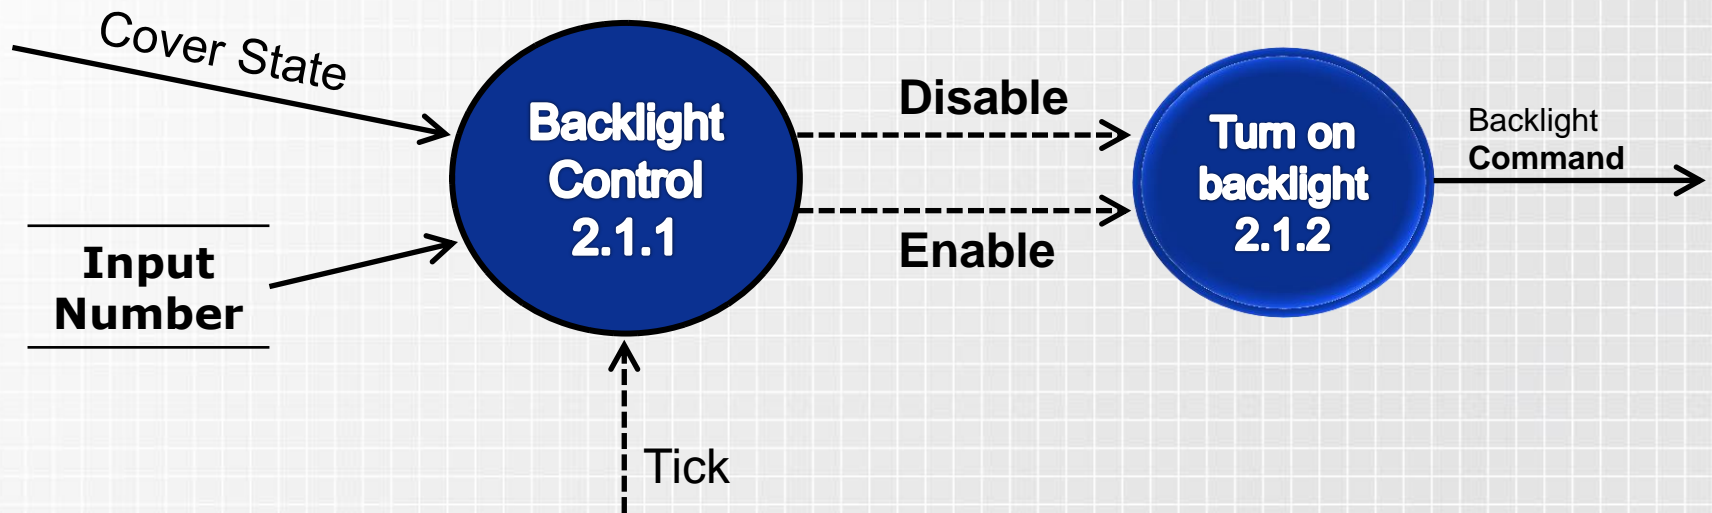 Cover State
Backlight
Control
2.1.1
Disable
Enable
Turn on
backlight
2.1.2
Backlight
Command
Input
Number
Tick